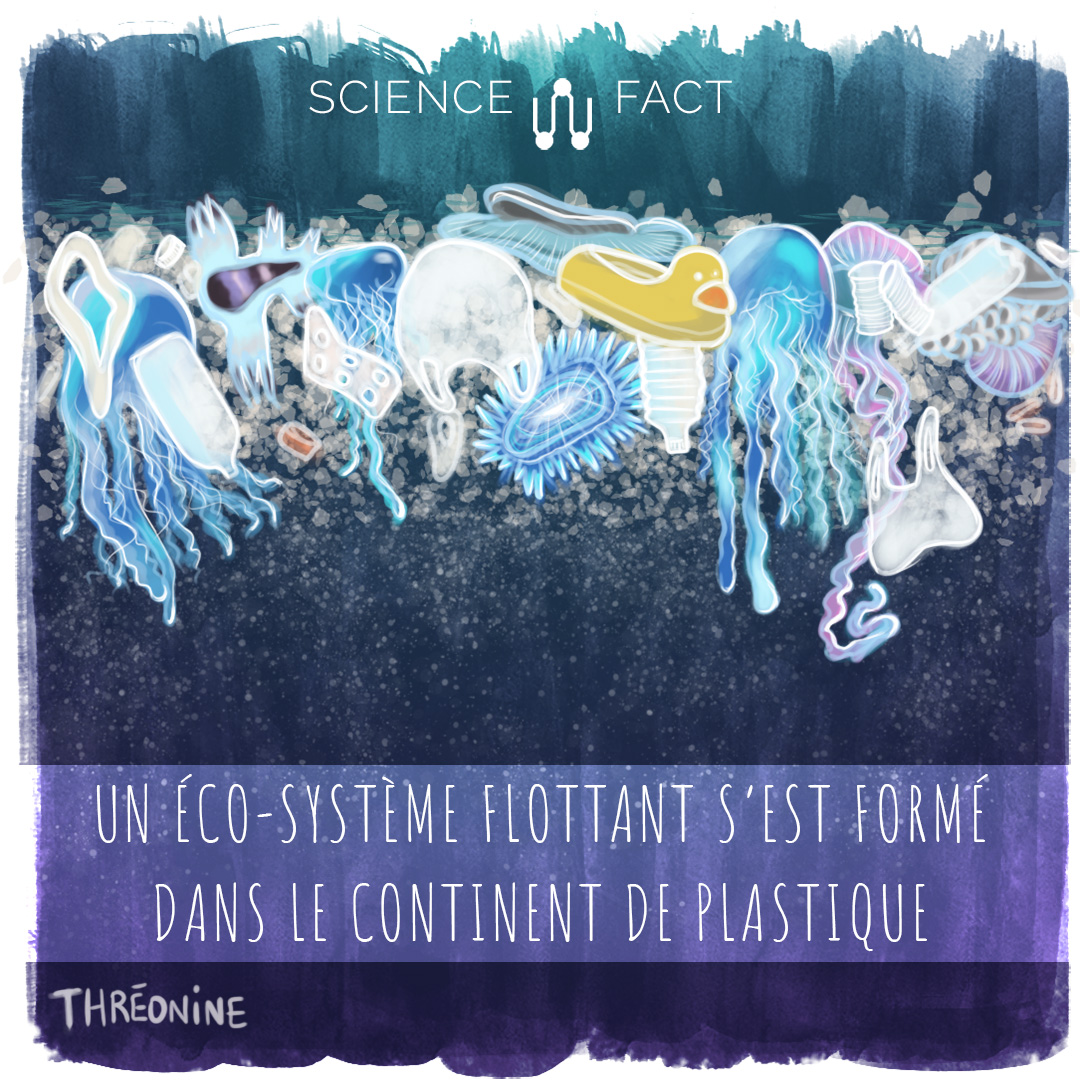 SCIENCE FACT
UN ÉCO-SYSTÈME FLOTTANT S'EST FORMÉ
DANS LE CONTINENT DE PLASTIQUE
THRÉONINE